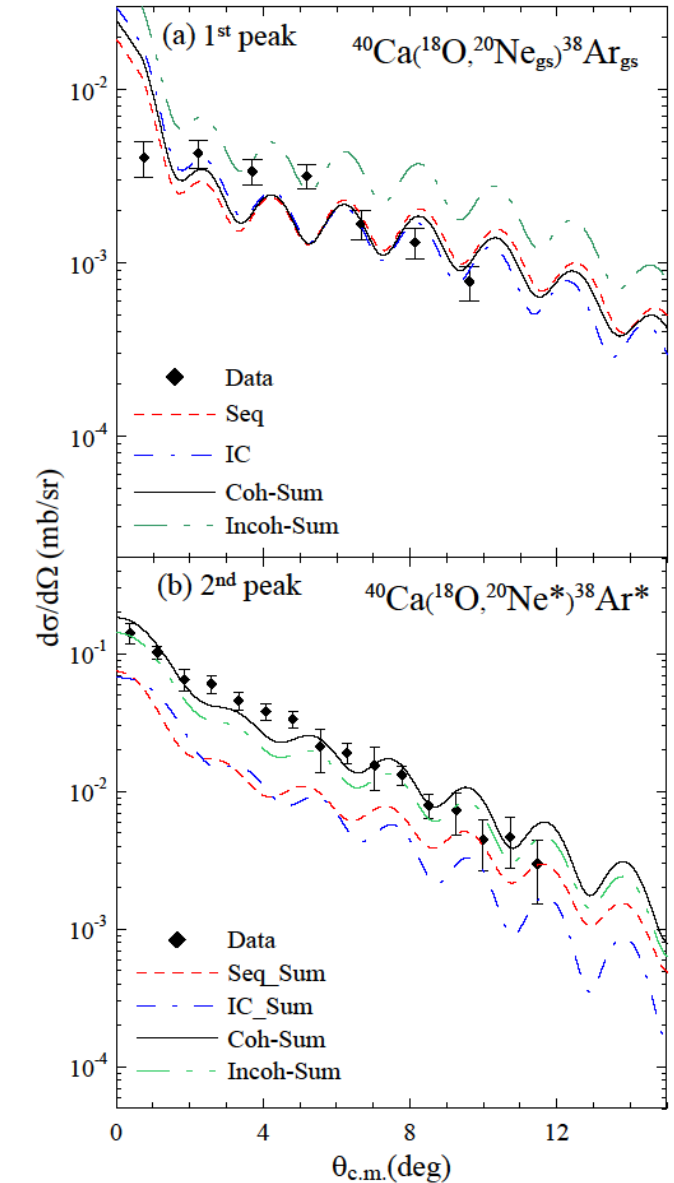 (a) 1st peak
40Ca(18O,20Negs)38Args
10-2
10-3
10-4
Data
Seq
IC
Coh-Sum
Incoh-Sum
dσ/dΩ (mb/sr)
(b) 2nd peak
40Ca(18O,20Ne*)38Ar*
10-1
10-2
10-3
10-4
Data
Seq_Sum
IC_Sum
Coh-Sum
Incoh-Sum
0 4 8 12
θc.m.(deg)